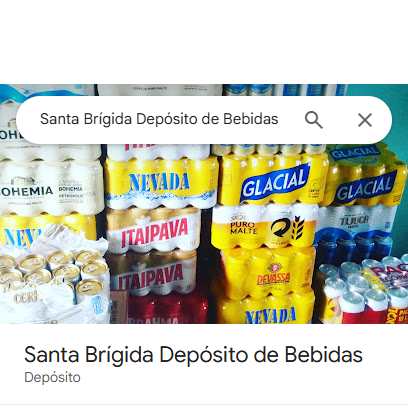 Santa Brígida Depósito de Bebidas
BOHEMIA
BOHEMIA
NEVADA
GLACIAL
GLACIAL
ITAIPAVA
PURO
MALTE
TIJUCA
ITAIPAVA
DEVASSA
NEVADA
BRAHMA
Santa Brígida Depósito de Bebidas
Depósito